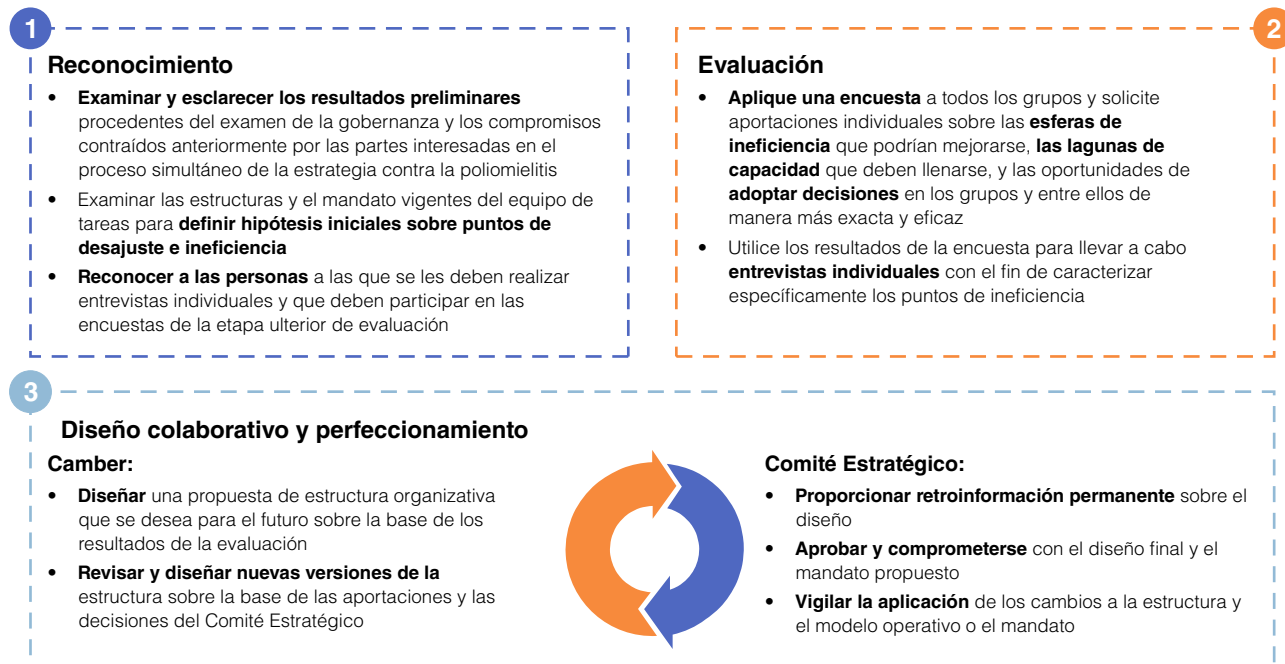 1
Reconocimiento
• Examinar y esclarecer los resultados preliminares
procedentes del examen de la gobernanza y los compromisos
contraídos anteriormente por las partes interesadas en el
proceso simultáneo de la estrategia contra la poliomielitis
• Examinar las estructuras y el mandato vigentes del equipo de
tareas para definir hipótesis iniciales sobre puntos de
desajuste e ineficiencia
• Reconocer a las personas a las que se les deben realizar
entrevistas individuales y que deben participar en las
encuestas de la etapa ulterior de evaluación
2
Evaluación
• Aplique una encuesta a todos los grupos y solicite
aportaciones individuales sobre las esferas de
ineficiencia que podrían mejorarse, las lagunas de
capacidad que deben llenarse, y las oportunidades de
adoptar decisiones en los grupos y entre ellos de
manera más exacta y eficaz
• Utilice los resultados de la encuesta para llevar a cabo
entrevistas individuales con el fin de caracterizar
específicamente los puntos de ineficiencia
3
Diseño colaborativo y perfeccionamiento
Camber:
• Diseñar una propuesta de estructura organizativa
que se desea para el futuro sobre la base de los
resultados de la evaluación
• Revisar y diseñar nuevas versiones de la
estructura sobre la base de las aportaciones y las
decisiones del Comité Estratégico
Comité Estratégico:
• Proporcionar retroinformación permanente sobre el
diseño
• Aprobar y comprometerse con el diseño final y el
mandato propuesto
• Vigilar la aplicación de los cambios a la estructura y
el modelo operativo o el mandato